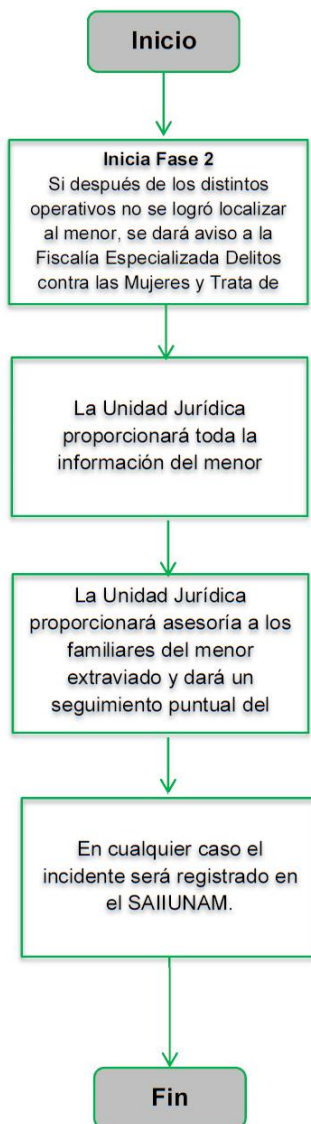 Inicio
Inicia Fase 2
Si después de los distintos
operativos no se logró localizar
al menor, se dará aviso a la
Fiscalía Especializada Delitos
contra las Mujeres y Trata de
La Unidad Jurídica
proporcionará toda la
información del menor
La Unidad Jurídica
proporcionará asesoría a los
familiares del menor
extraviado y dará un
seguimiento puntual del
En cualquier caso el
incidente será registrado en
el SAIIUNAM.
Fin